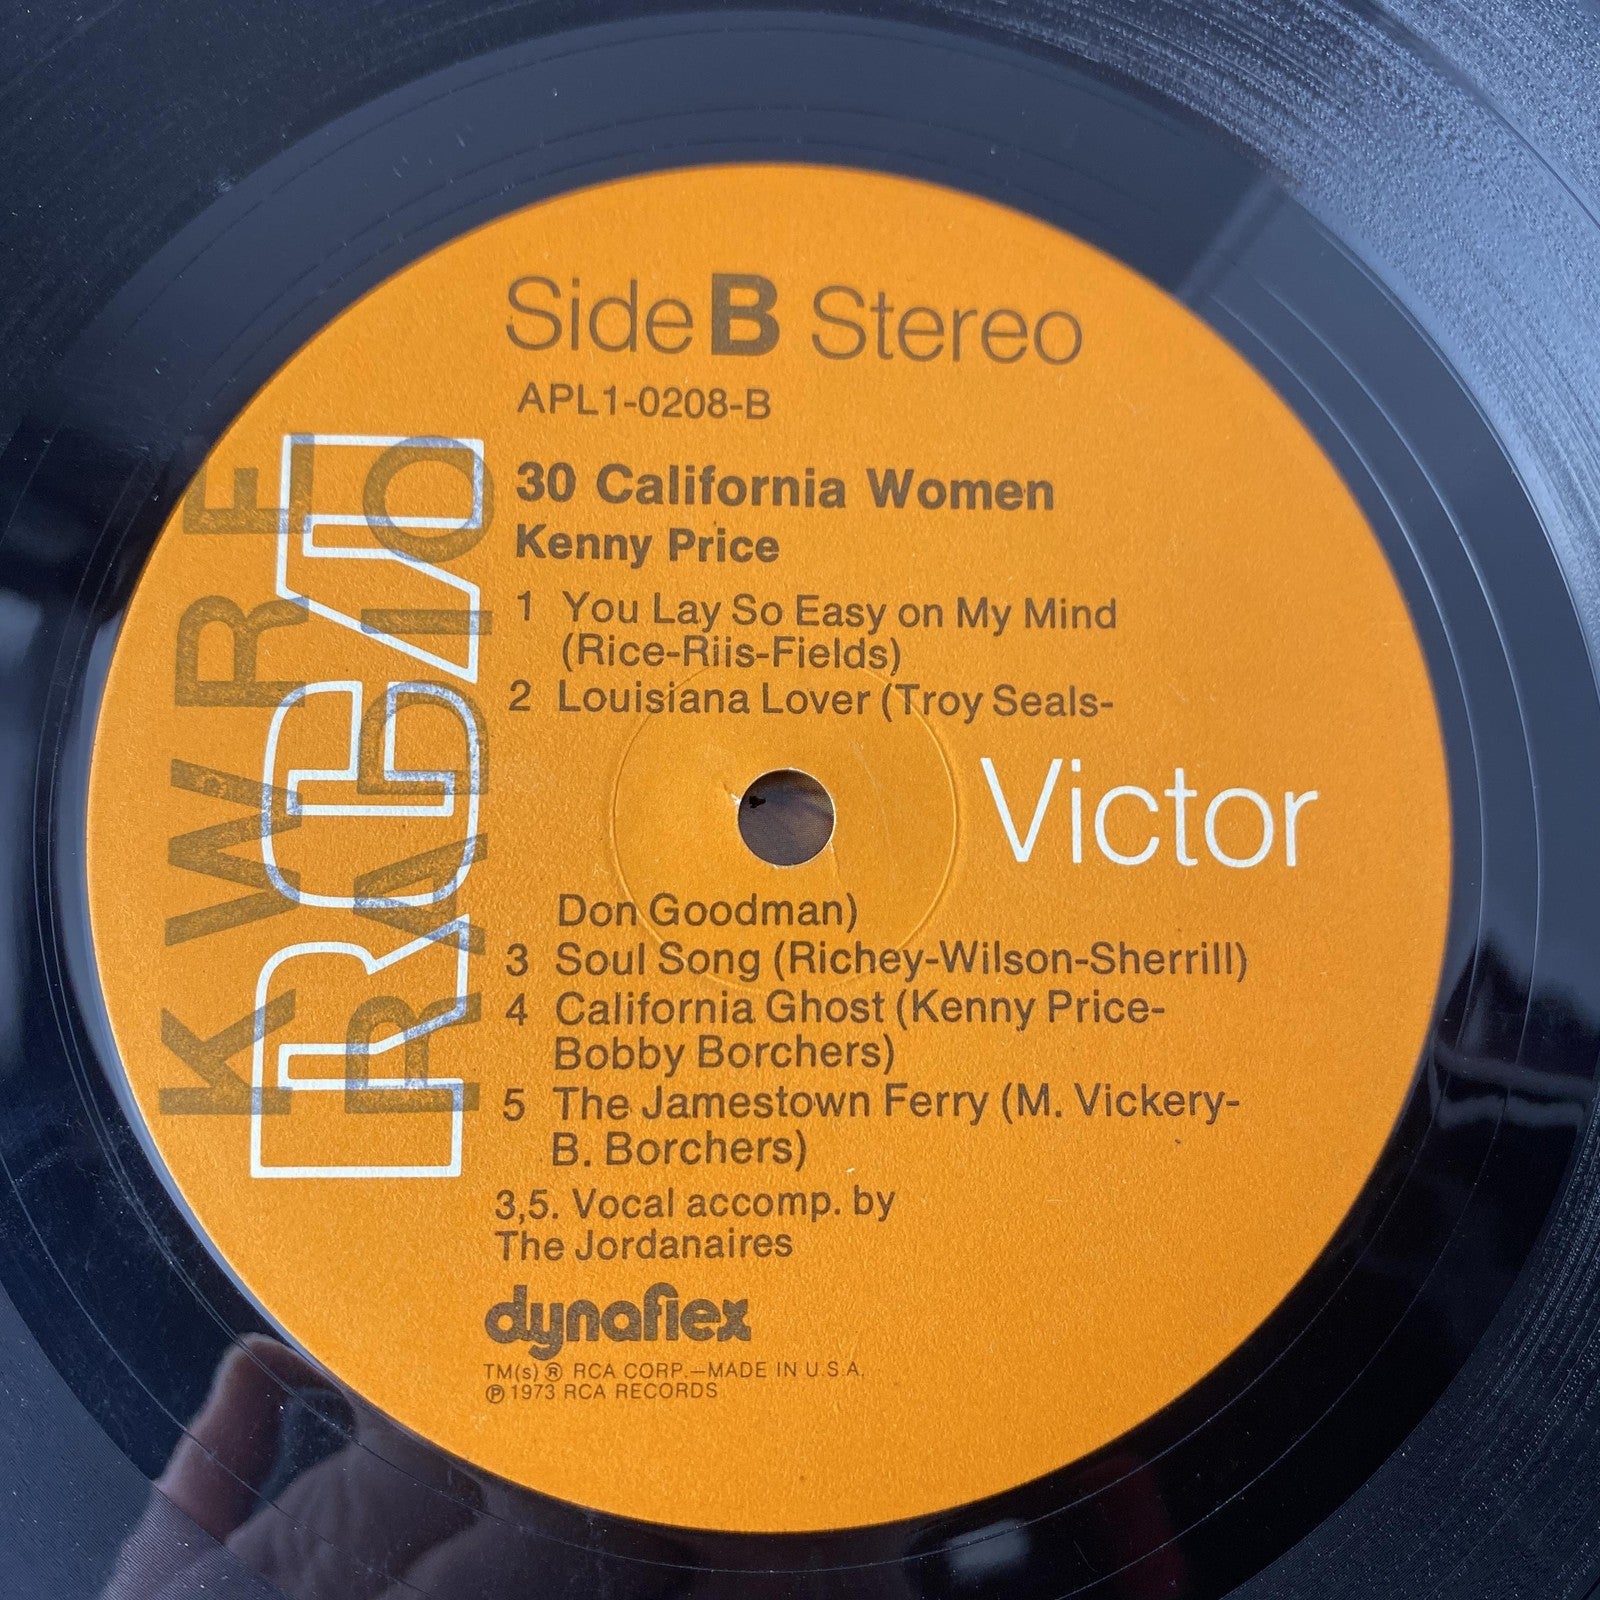 Side B Stereo
APL1-0208-B
30 California Women
Kenny Price
1 You Lay So Easy on My Mind
(Rice-Riis-Fields)
2 Louisiana Lover (Troy Seals-
Don Goodman)
3 Soul Song (Richey-Wilson-Sherrill)
4 California Ghost (Kenny Price-
Bobby Borchers)
5 The Jamestown Ferry (M. Vickery-
B. Borchers)
3,5. Vocal accomp. by
The Jordanaires
dynaflex
TM(s) ® RCA CORP.—MADE IN U.S.A.
℗ 1973 RCA RECORDS
RCA
Victor
KWRE
RADIO